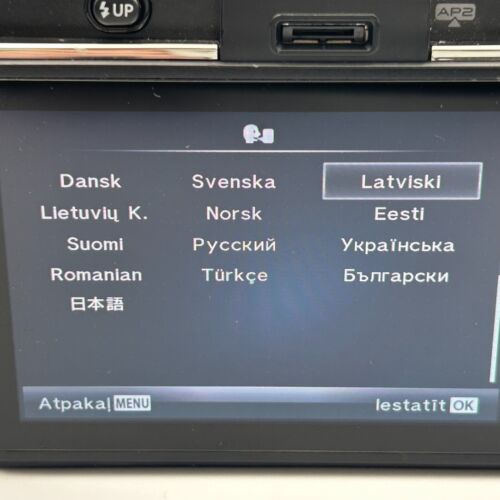 UP
AP2
Dansk Svenska Latviski
Lietuvių K. Norsk Eesti
Suomi Русский Українська
Romanian Türkçe Български
日本語
Atpakaļ MENU Iestatīt OK